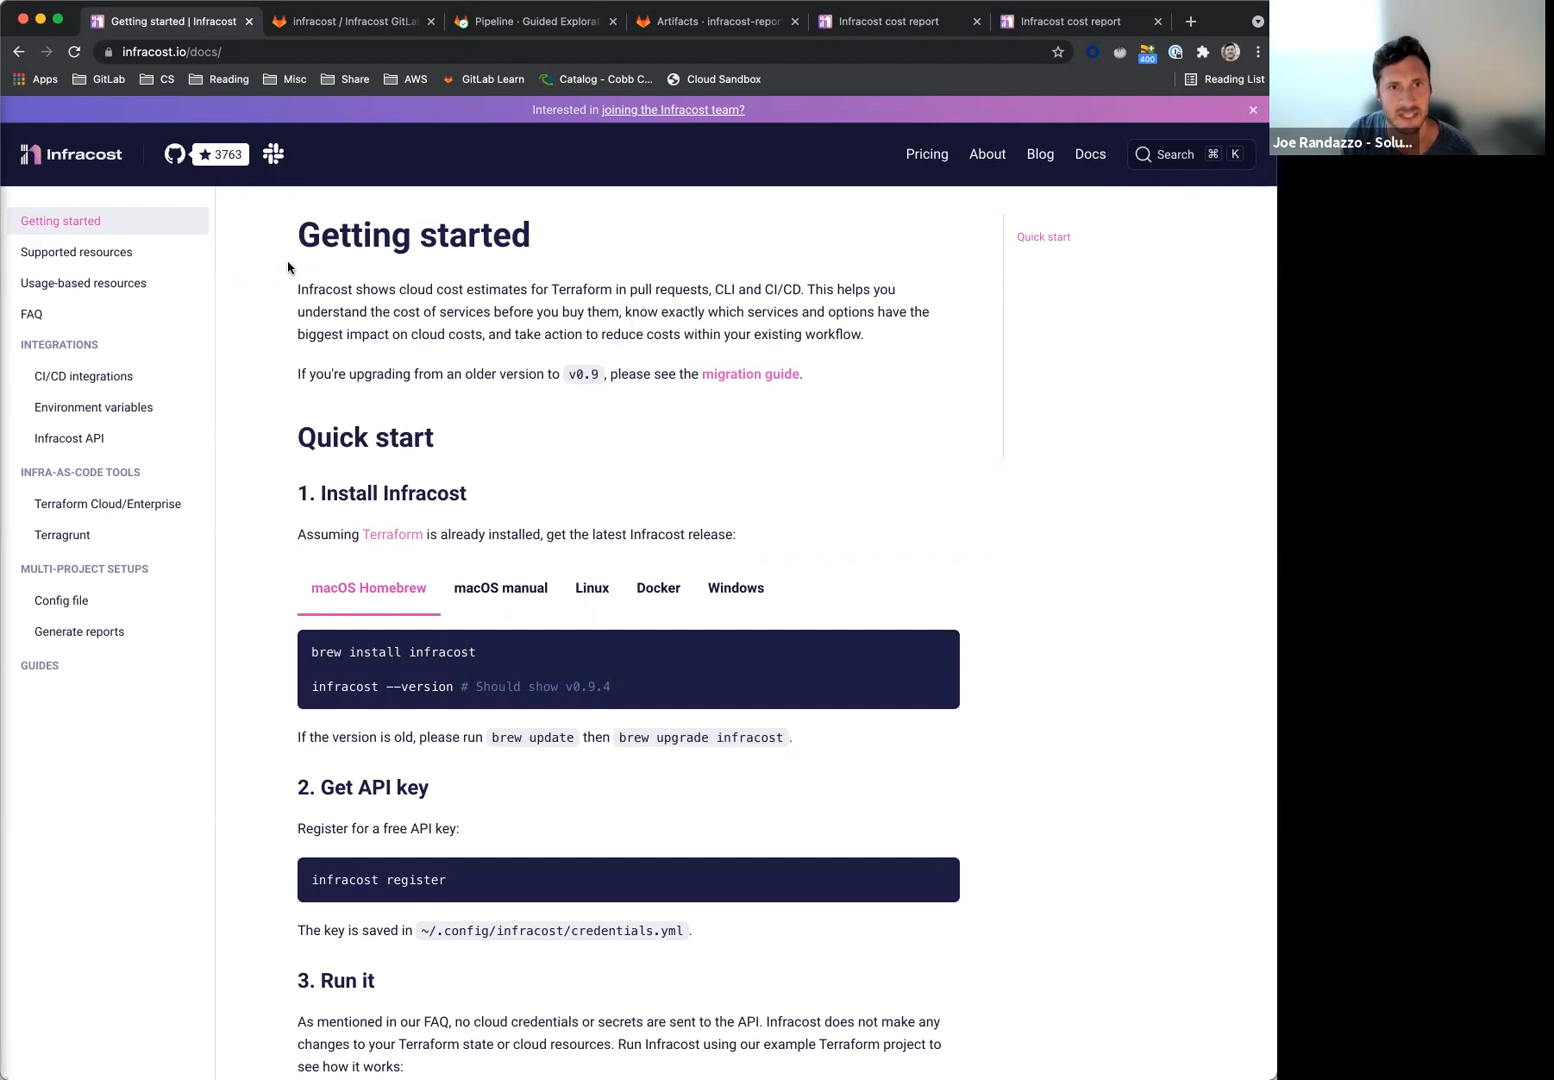 Getting started | Infracost
infracost / Infracost GitLa
Pipeline · Guided Explorat
Artifacts · infracost-repor
Infracost cost report
Infracost cost report
infracost.io/docs/
400
Apps
GitLab
CS
Reading
Misc
Share
AWS
GitLab Learn
Catalog - Cobb C...
Cloud Sandbox
Reading List
Interested in joining the Infracost team?
Joe Randazzo - Solu...
Infracost
3763
Pricing
About
Blog
Docs
Search
⌘
K
Getting started
Supported resources
Usage-based resources
FAQ
INTEGRATIONS
CI/CD integrations
Environment variables
Infracost API
INFRA-AS-CODE TOOLS
Terraform Cloud/Enterprise
Terragrunt
MULTI-PROJECT SETUPS
Config file
Generate reports
GUIDES
Getting started
Infracost shows cloud cost estimates for Terraform in pull requests, CLI and CI/CD. This helps you
understand the cost of services before you buy them, know exactly which services and options have the
biggest impact on cloud costs, and take action to reduce costs within your existing workflow.
If you're upgrading from an older version to v0.9, please see the migration guide.
Quick start
1. Install Infracost
Assuming Terraform is already installed, get the latest Infracost release:
macOS Homebrew
macOS manual
Linux
Docker
Windows
brew install infracost
infracost --version # Should show v0.9.4
If the version is old, please run brew update then brew upgrade infracost.
2. Get API key
Register for a free API key:
infracost register
The key is saved in ~/.config/infracost/credentials.yml.
3. Run it
As mentioned in our FAQ, no cloud credentials or secrets are sent to the API. Infracost does not make any
changes to your Terraform state or cloud resources. Run Infracost using our example Terraform project to
see how it works:
Quick start